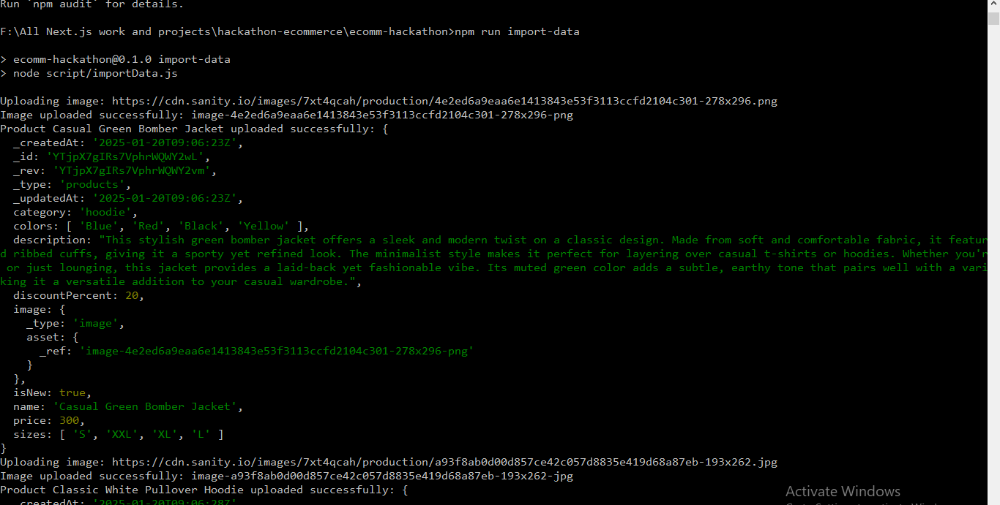 Run `npm audit` for details.
F:\All Next.js work and projects\hackathon-ecommerce\ecomm-hackathon>npm run import-data
> ecomm-hackathon@0.1.0 import-data
> node script/importData.js
Uploading image: https://cdn.sanity.io/images/7xt4qcah/production/4e2ed6a9eaa6e1413843e53f3113ccfd2104c301-278x296.png
Image uploaded successfully: image-4e2ed6a9eaa6e1413843e53f3113ccfd2104c301-278x296-png
Product Casual Green Bomber Jacket uploaded successfully: {
  _createdAt: '2025-01-20T09:06:23Z',
  _id: 'YTjpX7gIRs7VphrWQWY2wL',
  _rev: 'YTjpX7gIRs7VphrWQWY2vm',
  _type: 'products',
  _updatedAt: '2025-01-20T09:06:23Z',
  category: 'hoodie',
  colors: [ 'Blue', 'Red', 'Black', 'Yellow' ],
  description: "This stylish green bomber jacket offers a sleek and modern twist on a classic design. Made from soft and comfortable fabric, it featur
d ribbed cuffs, giving it a sporty yet refined look. The minimalist style makes it perfect for layering over casual t-shirts or hoodies. Whether you'r
 or just lounging, this jacket provides a laid-back yet fashionable vibe. Its muted green color adds a subtle, earthy tone that pairs well with a vari
king it a versatile addition to your casual wardrobe.",
  discountPercent: 20,
  image: {
    _type: 'image',
    asset: {
      _ref: 'image-4e2ed6a9eaa6e1413843e53f3113ccfd2104c301-278x296-png'
    }
  },
  isNew: true,
  name: 'Casual Green Bomber Jacket',
  price: 300,
  sizes: [ 'S', 'XXL', 'XL', 'L' ]
}
Uploading image: https://cdn.sanity.io/images/7xt4qcah/production/a93f8ab0d00d857ce42c057d8835e419d68a87eb-193x262.jpg
Image uploaded successfully: image-a93f8ab0d00d857ce42c057d8835e419d68a87eb-193x262-jpg
Product Classic White Pullover Hoodie uploaded successfully: {
  _createdAt: '2025-01-20T09:06:28Z'
Activate Windows